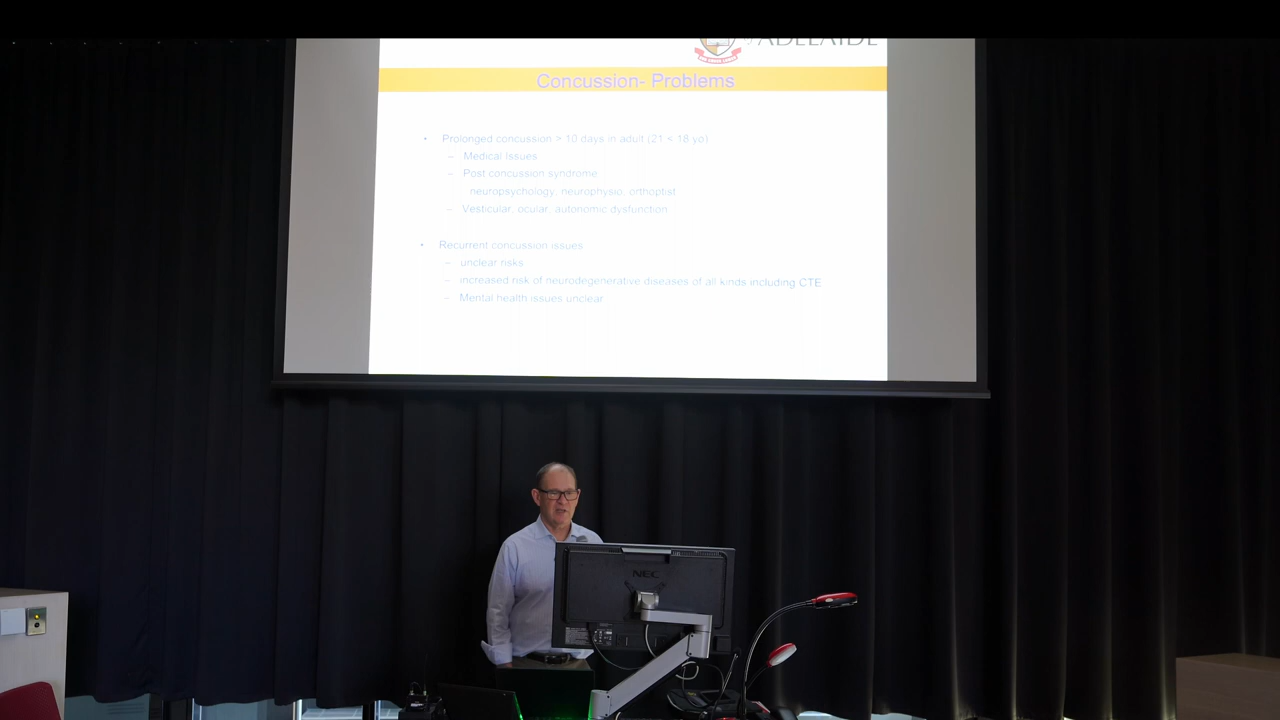 ADELAIDE
Concussion- Problems
• Prolonged concussion > 10 days in adult (21 < 18 yo)
– Medical Issues
– Post concussion syndrome
neuropsychology, neurophysio, orthoptist
– Vesticular, ocular, autonomic dysfunction
• Recurrent concussion issues
– unclear risks
– increased risk of neurodegenerative diseases of all kinds including CTE
– Mental health issues unclear
NEC